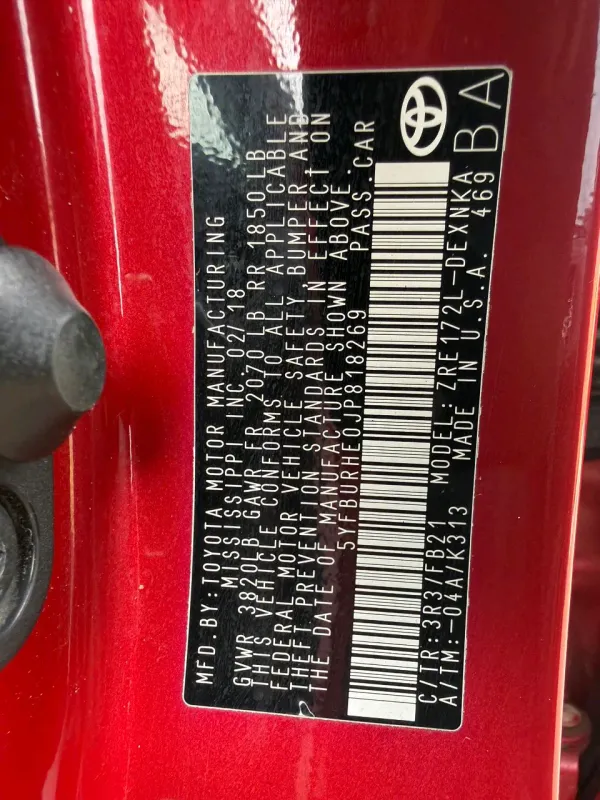 MFD.BY:TOYOTA MOTOR MANUFACTURING
MISSISSIPPI INC. 02/18
GVWR 3820LB GAWR FR 2070 LB RR 1850LB
THIS VEHICLE CONFORMS TO ALL APPLICABLE
FEDERAL MOTOR VEHICLE SAFETY, BUMPER AND
THEFT PREVENTION STANDARDS IN EFFECT ON
THE DATE OF MANUFACTURE SHOWN ABOVE.
5YFBURHE0JP818269 PASS.CAR
C/TR:3R3/FB21 MODEL: ZRE172L-DEXNKA
A/TM:-04A/K313 MADE IN U.S.A. 469
BA